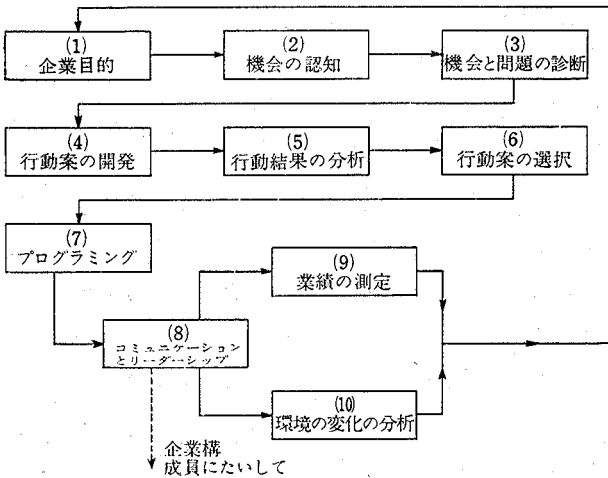 (1)
企業目的
(2)
機会の認知
(3)
機会と問題の診断
(4)
行動案の開発
(5)
行動結果の分析
(6)
行動案の選択
(7)
プログラミング
(8)
コミュニケーション
とリーダーシップ
(9)
業績の測定
(10)
環境の変化の分析
企業構
成員にたいして